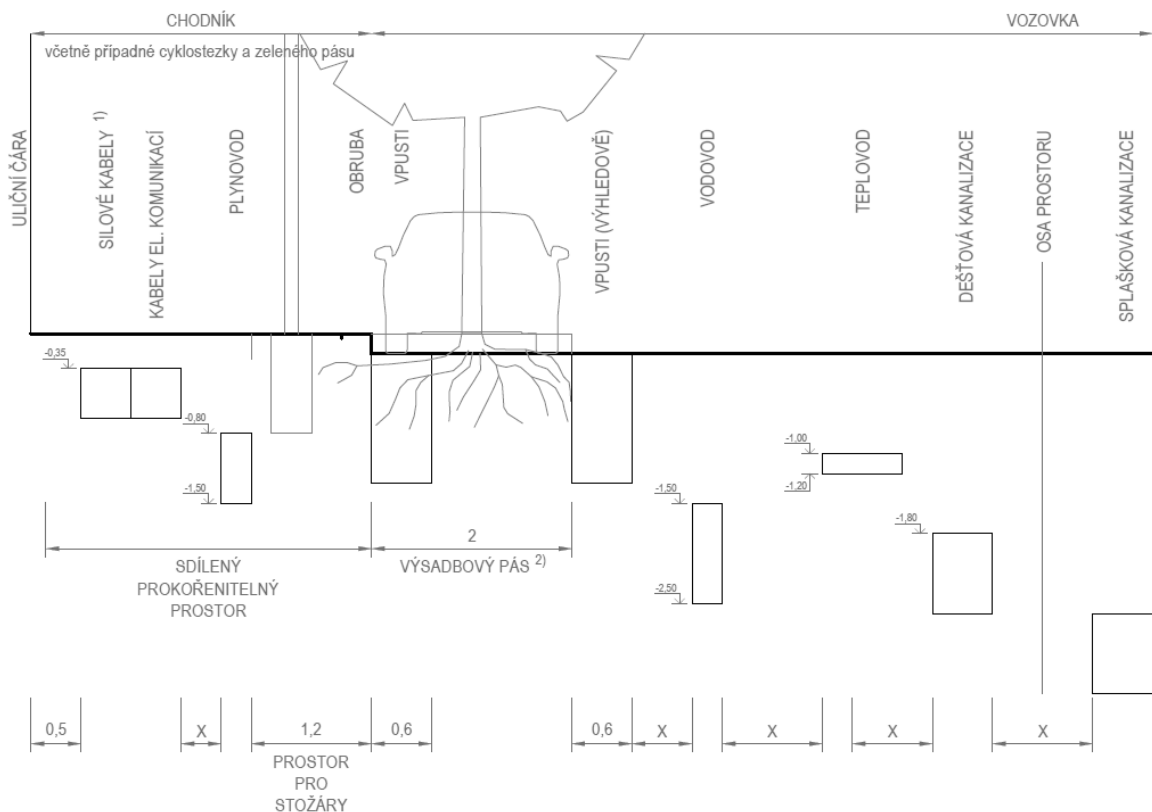 CHODNÍK
VOZOVKA
včetně případné cyklostezky a zeleného pásu
ULIČNÍ ČÁRA
SILOVÉ KABELY 1)
KABELY EL. KOMUNIKACÍ
PLYNOVOD
OBRUBA
VPUSTI
VPUSTI (VÝHLEDOVĚ)
VODOVOD
TEPLOVOD
DEŠŤOVÁ KANALIZACE
OSA PROSTORU
SPLAŠKOVÁ KANALIZACE
-0,35
-0,80
-1,50
-1,50
-2,50
-1,00
-1,20
-1,80
SDÍLENÝ
PROKOŘENITELNÝ
PROSTOR
2
VÝSADBOVÝ PÁS 2)
0,5
X
1,2
0,6
0,6
X
X
X
X
PROSTOR
PRO
STOŽÁRY